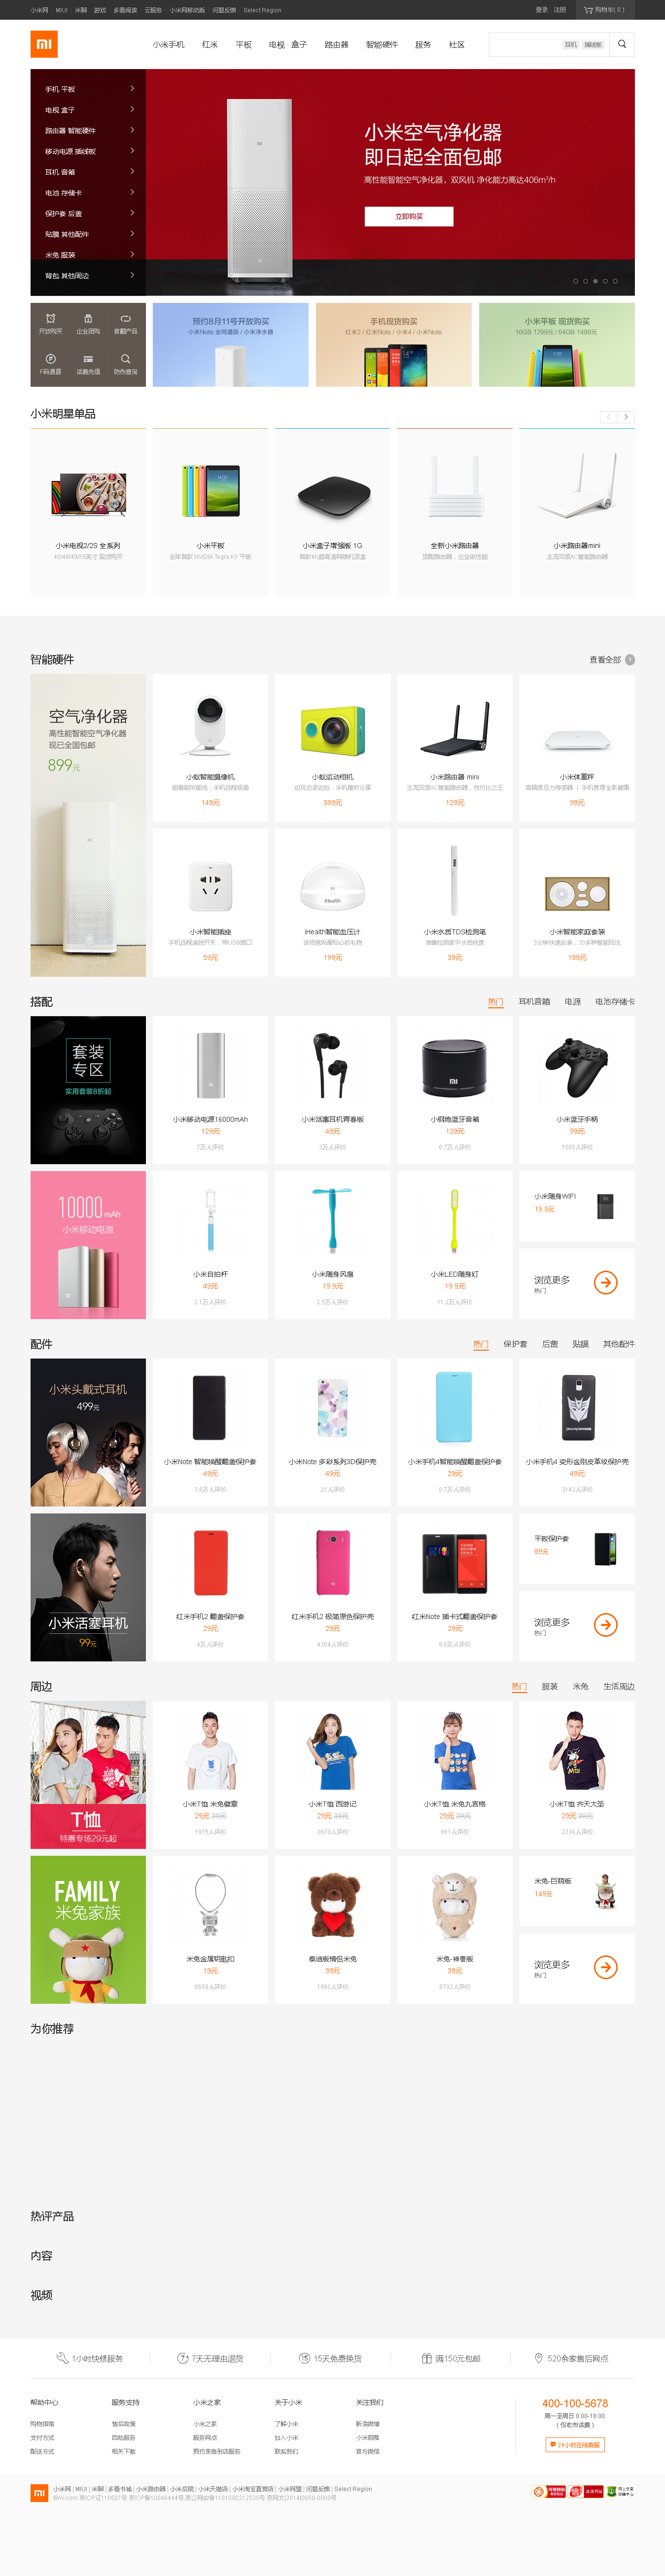 小米网 MIUI 米聊 游戏 多看阅读 云服务 小米网移动版 问题反馈 Select Region
登录 注册 购物车( 0 )
小米手机 红米 平板 电视 · 盒子 路由器 智能硬件 服务 社区
耳机 插线板
手机 平板
电视 盒子
路由器 智能硬件
移动电源 插线板
耳机 音箱
电池 存储卡
保护套 后盖
贴膜 其他配件
米兔 服装
背包 其他周边
小米空气净化器
即日起全面包邮
高性能智能空气净化器，双风机 净化能力高达406m³/h
立即购买
开放购买 企业团购 官翻产品
F码通道 话费充值 防伪查询
预约8月11号开放购买
小米Note 全网通版 / 小米净水器
手机现货购买
红米2 / 红米Note / 小米4 / 小米Note
小米平板 现货购买
16GB 1299元 / 64GB 1499元
小米明星单品
小米电视2/2S 全系列
40/48/49/55英寸 现货购买
小米平板
全球首款 NVIDIA Tegra K1 平板
小米盒子增强版 1G
首款4K超高清网络机顶盒
全新小米路由器
顶配路由器，企业级性能
小米路由器mini
主流双频AC智能路由器
智能硬件
查看全部
空气净化器
高性能智能空气净化器
现已全国包邮
899元
小蚁智能摄像机
能看能听能说，手机远程观看
149元
小蚁运动相机
边玩边录边拍，手机随时分享
399元
小米路由器 mini
主流双频AC智能路由器，性价比之王
129元
小米体重秤
高精度压力传感器 | 手机管理全家健康
99元
小米智能插座
手机远程遥控开关，带USB接口
59元
iHealth智能血压计
送给爸妈最贴心的礼物
199元
小米水质TDS检测笔
准确检测家中水质纯度
39元
小米智能家庭套装
3分钟快速安装，30多种智能玩法
199元
搭配
热门 耳机音箱 电源 电池存储卡
套装
专区
实用套装8折起
小米移动电源16000mAh
129元
7万人评价
小米活塞耳机青春版
49元
3万人评价
小钢炮蓝牙音箱
129元
6.7万人评价
小米蓝牙手柄
99元
7505人评价
10000 mAh
小米移动电源
小米自拍杆
49元
2.1万人评价
小米随身风扇
19.9元
2.5万人评价
小米LED随身灯
19.9元
11.2万人评价
小米随身WIFI
19.9元
浏览更多
热门
配件
热门 保护套 后盖 贴膜 其他配件
小米头戴式耳机
499元
小米Note 智能唤醒翻盖保护套
49元
3.8万人评价
小米Note 多彩系列3D保护壳
49元
21人评价
小米手机4智能唤醒翻盖保护套
29元
8.7万人评价
小米手机4 变形金刚皮革纹保护壳
49元
3143人评价
小米活塞耳机
99元
红米手机2 翻盖保护套
29元
4万人评价
红米手机2 极简原色保护壳
29元
4304人评价
红米Note 插卡式翻盖保护套
29元
9.6万人评价
平板保护套
89元
浏览更多
热门
周边
热门 服装 米兔 生活周边
T恤
特惠专场29元起
小米T恤 米兔徽章
29元 39元
1975人评价
小米T恤 西游记
29元 39元
2670人评价
小米T恤 米兔九宫格
29元 39元
861人评价
小米T恤 齐天大圣
29元 39元
2236人评价
FAMILY
米兔家族
米兔金属钥匙扣
19元
8556人评价
泰迪版情侣米兔
39元
1060人评价
米兔-神兽版
39元
6792人评价
米兔-巨萌版
149元
浏览更多
热门
为你推荐
热评产品
内容
视频
1小时快修服务 7天无理由退货 15天免费换货 满150元包邮 520余家售后网点
帮助中心 服务支持 小米之家 关于小米 关注我们
购物指南 售后政策 小米之家 了解小米 新浪微博
支付方式 自助服务 服务网点 加入小米 小米部落
配送方式 相关下载 预约亲临到店服务 联系我们 官方微信
400-100-5678
周一至周日 8:00-18:00
（仅收市话费）
24小时在线客服
小米网 | MIUI | 米聊 | 多看书城 | 小米路由器 | 小米后院 | 小米天猫店 | 小米淘宝直营店 | 小米网盟 | 问题反馈 | Select Region
©mi.com 京ICP证110507号 京ICP备10046444号 京公网安备1101080212535号 京网文[2014]0059-0009号